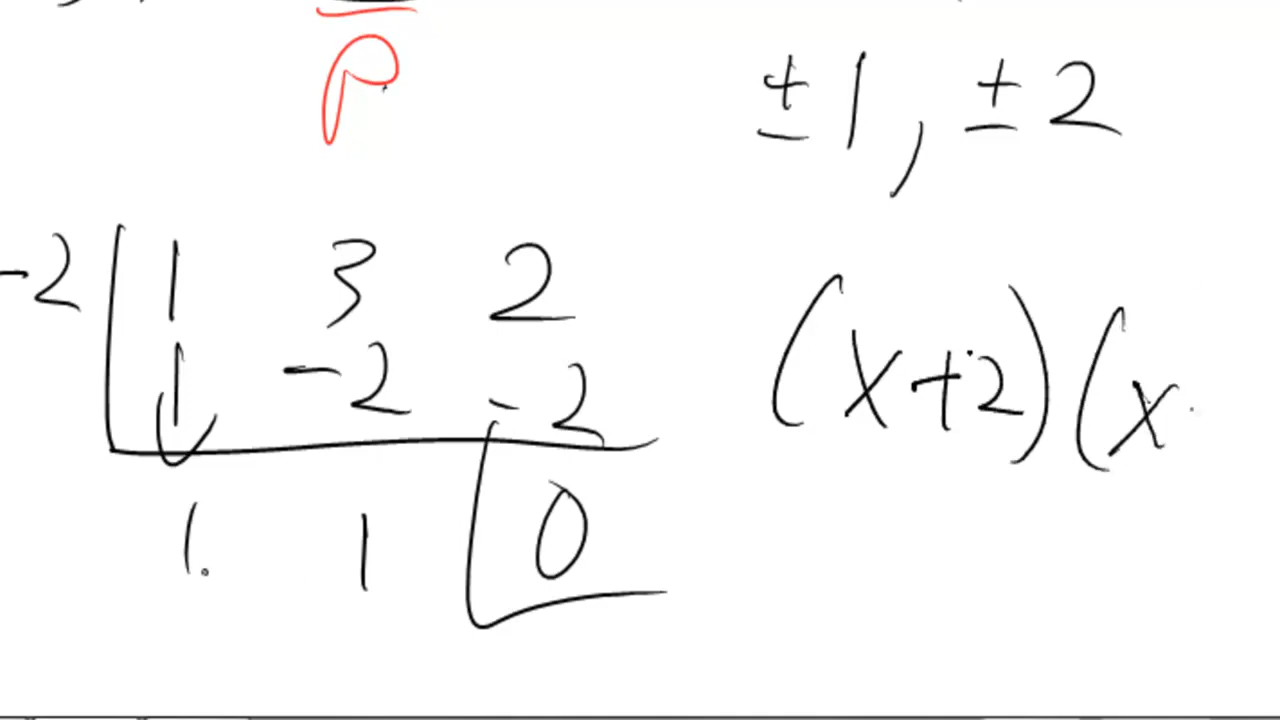 p
±1, ±2
-2 1 3 2
-2 -2
(x+2)(x
1. 1 0